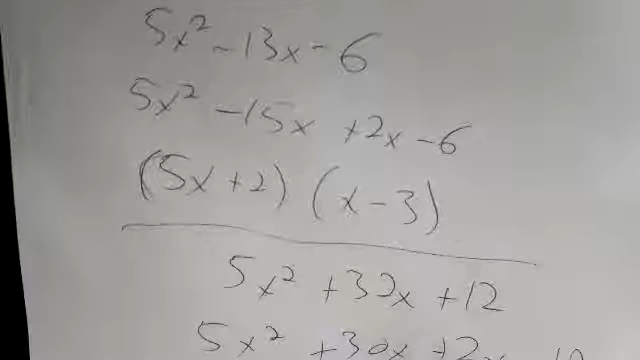 5x² -13x - 6
5x² -15x +2x -6
(5x+2) (x-3)
5x² +32x +12
5x² +30x +2x